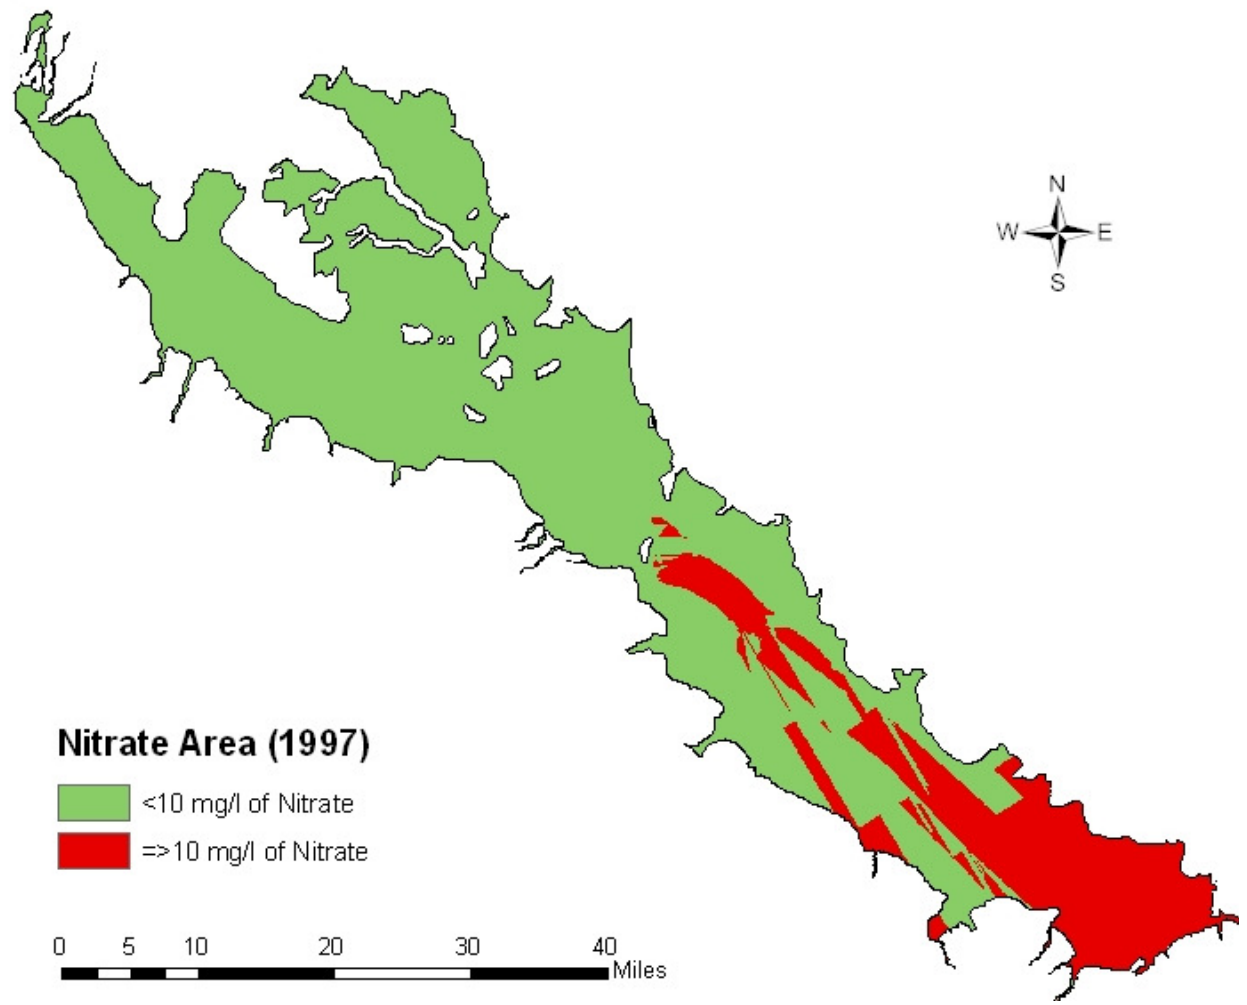 N
W E
S
Nitrate Area (1997)
<10 mg/l of Nitrate
=>10 mg/l of Nitrate
0 5 10 20 30 40
Miles